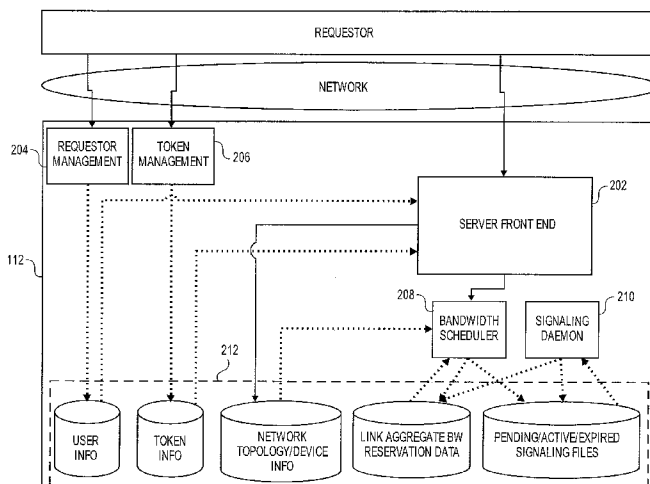 REQUESTOR
NETWORK
204
REQUESTOR
MANAGEMENT
TOKEN
MANAGEMENT
206
202
SERVER FRONT END
112
208
BANDWIDTH
SCHEDULER
SIGNALING
DAEMON
210
212
USER
INFO
TOKEN
INFO
NETWORK
TOPOLOGY/DEVICE
INFO
LINK AGGREGATE BW
RESERVATION DATA
PENDING/ACTIVE/EXPIRED
SIGNALING FILES